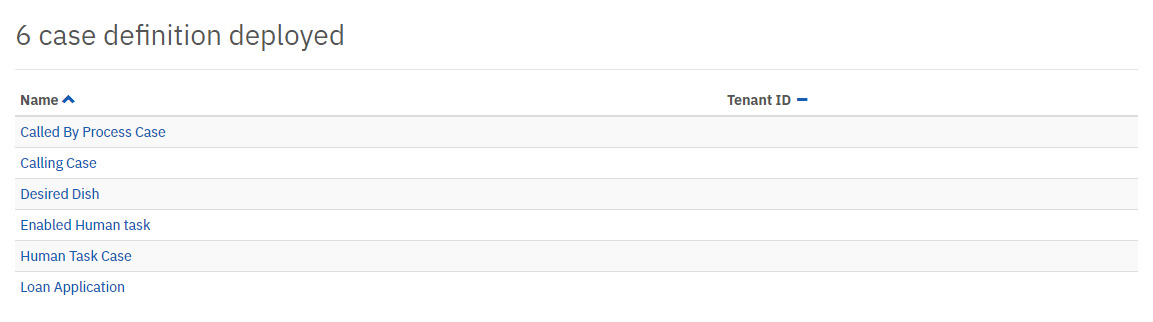 6 case definition deployed
Name Tenant ID
Called By Process Case
Calling Case
Desired Dish
Enabled Human task
Human Task Case
Loan Application